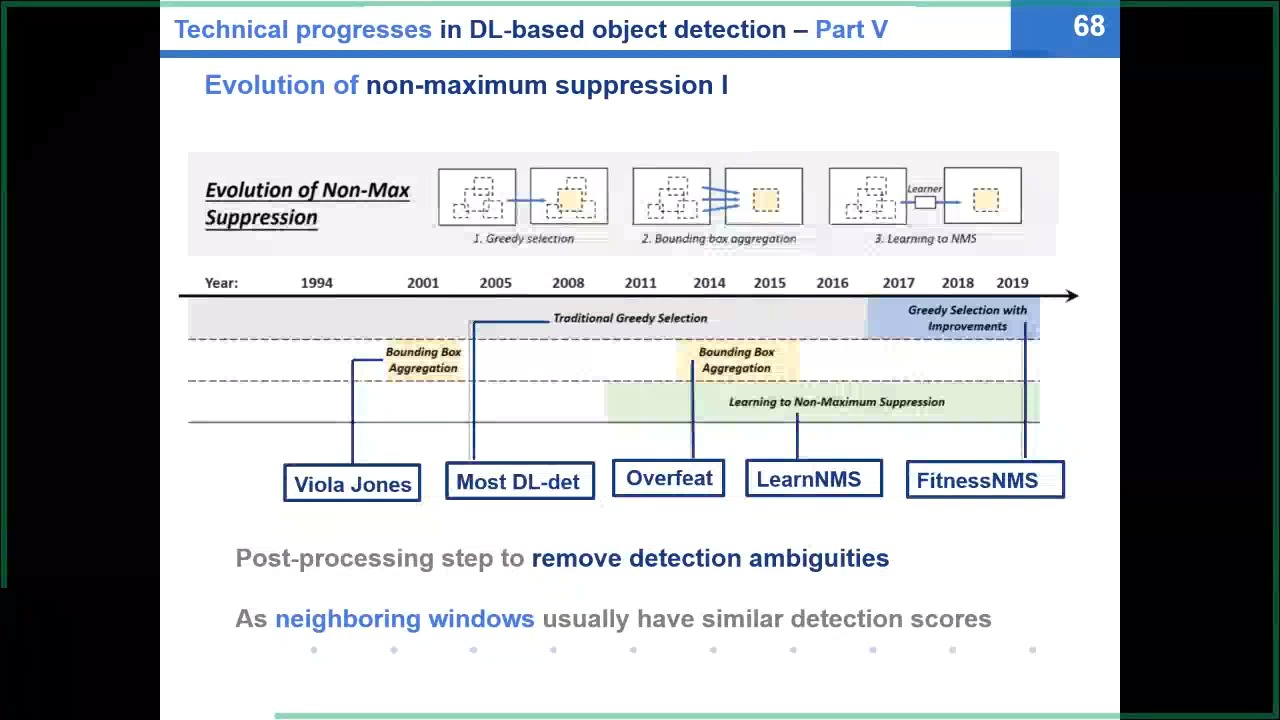 Technical progresses in DL-based object detection – Part V
68
Evolution of non-maximum suppression I
Evolution of Non-Max
Suppression
Learner
1. Greedy selection
2. Bounding box aggregation
3. Learning to NMS
Year: 1994 2001 2005 2008 2011 2014 2015 2016 2017 2018 2019
Traditional Greedy Selection
Greedy Selection with
Improvements
Bounding Box
Aggregation
Bounding Box
Aggregation
Learning to Non-Maximum Suppression
Viola Jones
Most DL-det
Overfeat
LearnNMS
FitnessNMS
Post-processing step to remove detection ambiguities
As neighboring windows usually have similar detection scores